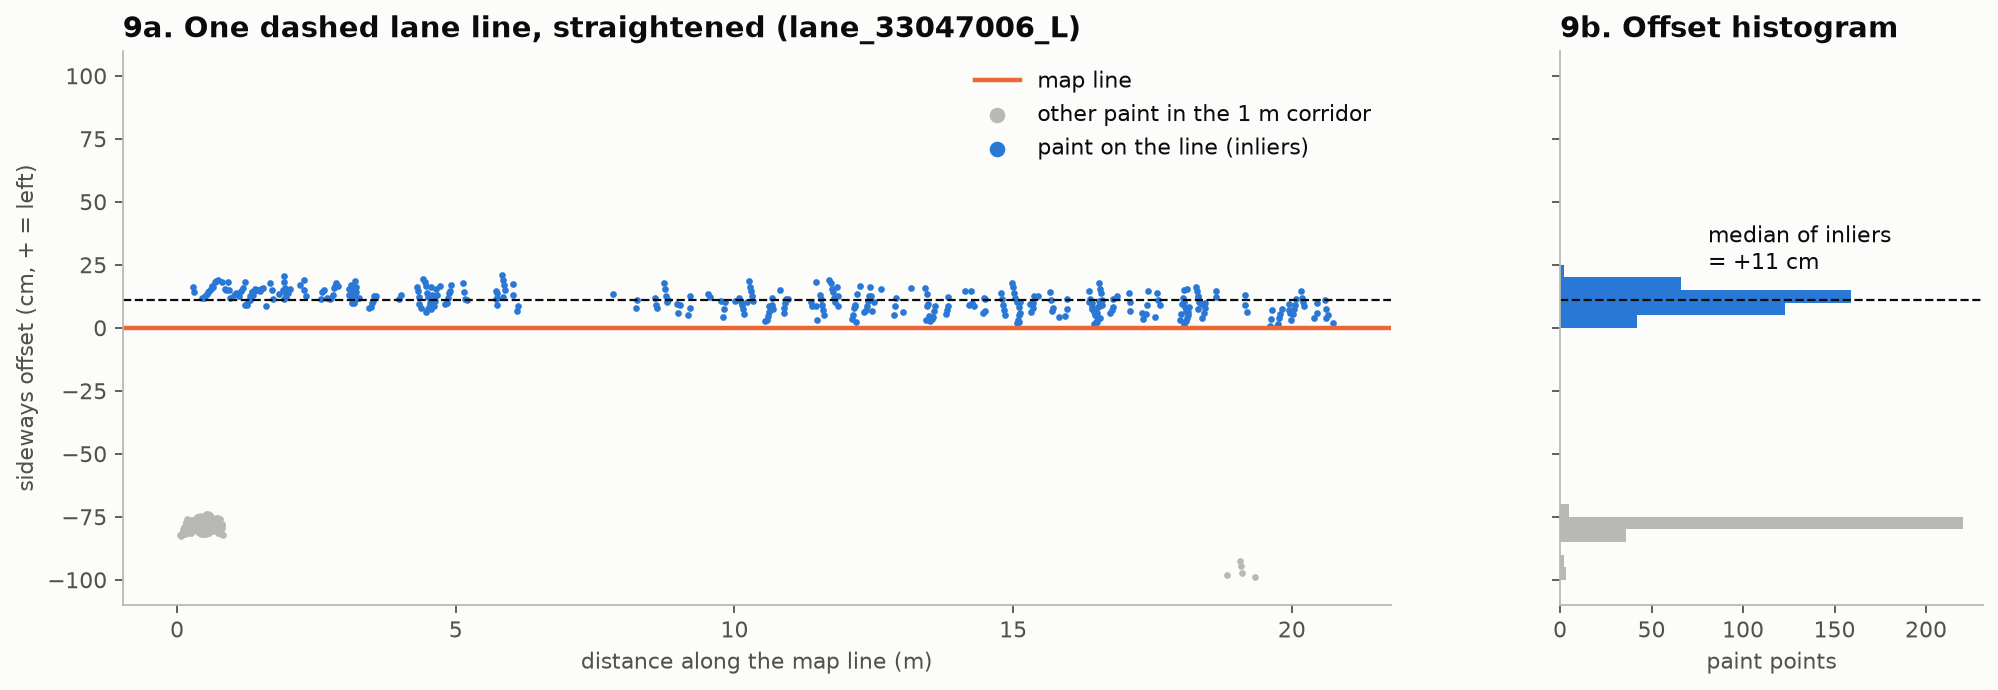 9a. One dashed lane line, straightened (lane_33047006_L)
sideways offset (cm, + = left)
100
75
50
25
0
−25
−50
−75
−100
map line
other paint in the 1 m corridor
paint on the line (inliers)
0
5
10
15
20
distance along the map line (m)
9b. Offset histogram
median of inliers
= +11 cm
0
50
100
150
200
paint points